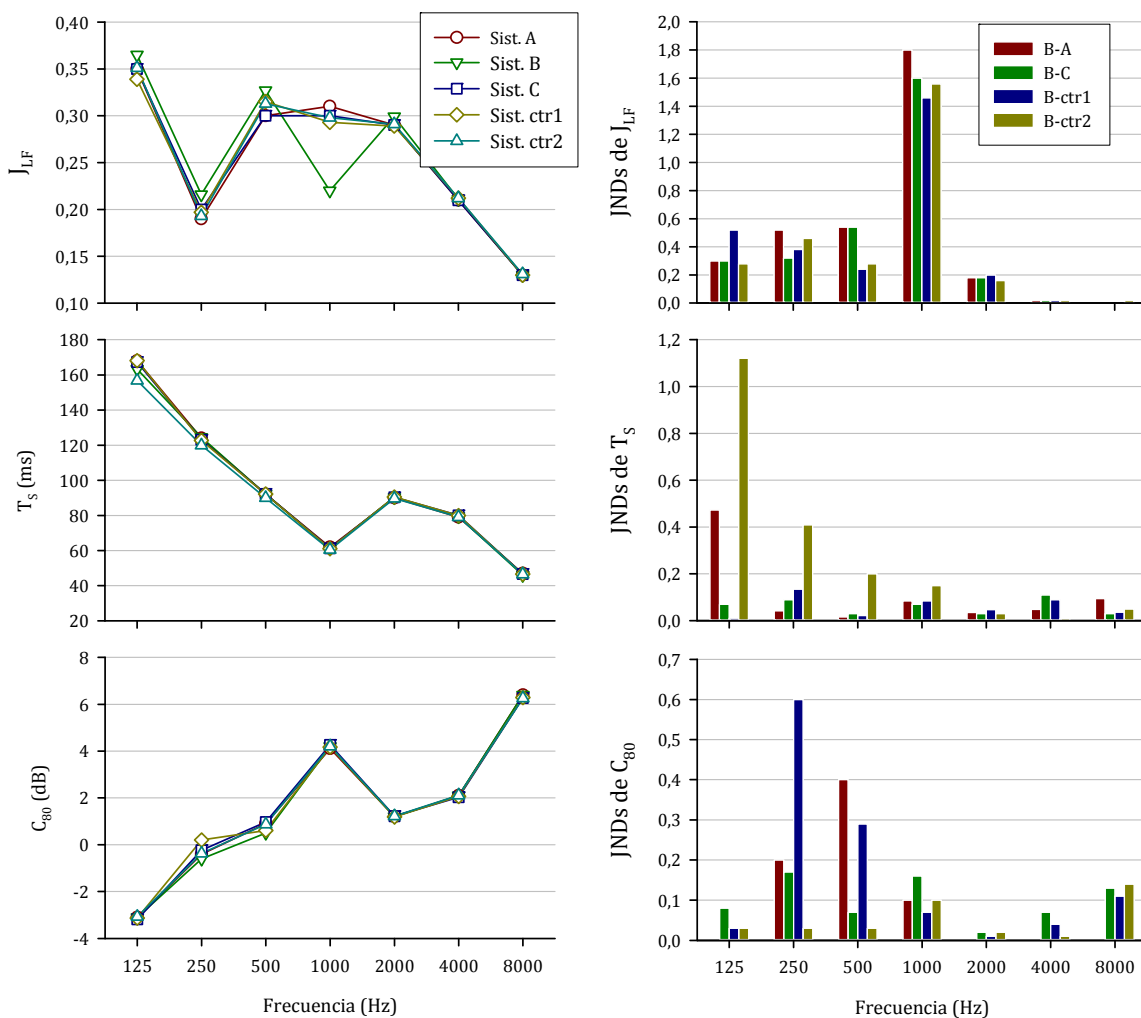 0,40
0,35
0,30
0,25
0,20
0,15
0,10
J_LF
Sist. A
Sist. B
Sist. C
Sist. ctr1
Sist. ctr2
2,0
1,8
1,6
1,4
1,2
1,0
0,8
0,6
0,4
0,2
0,0
JNDs de J_LF
B-A
B-C
B-ctr1
B-ctr2
180
160
140
120
100
80
60
40
20
T_S (ms)
1,2
1,0
0,8
0,6
0,4
0,2
0,0
JNDs de T_S
8
6
4
2
0
-2
-4
C_80 (dB)
125 250 500 1000 2000 4000 8000
Frecuencia (Hz)
0,7
0,6
0,5
0,4
0,3
0,2
0,1
0,0
JNDs de C_80
125 250 500 1000 2000 4000 8000
Frecuencia (Hz)